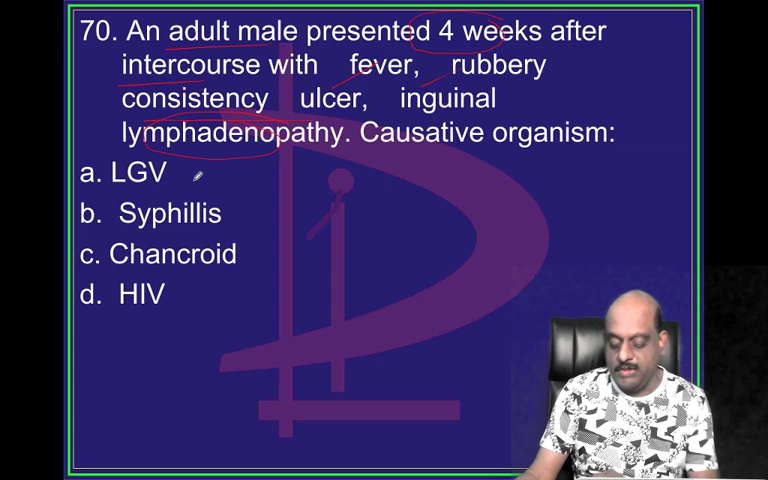 70. An adult male presented 4 weeks after
intercourse with fever, rubbery
consistency ulcer, inguinal
lymphadenopathy. Causative organism:
a. LGV
b. Syphillis
c. Chancroid
d. HIV